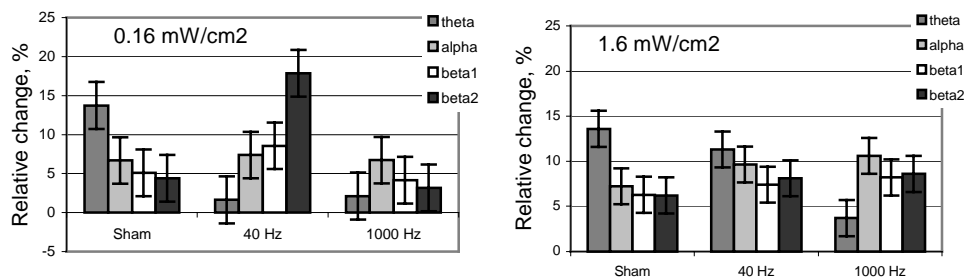 Relative change, %
25
20
15
10
5
0
-5
0.16 mW/cm2
theta
alpha
beta1
beta2
Sham
40 Hz
1000 Hz
Relative change, %
25
20
15
10
5
0
1.6 mW/cm2
theta
alpha
beta1
beta2
Sham
40 Hz
1000 Hz